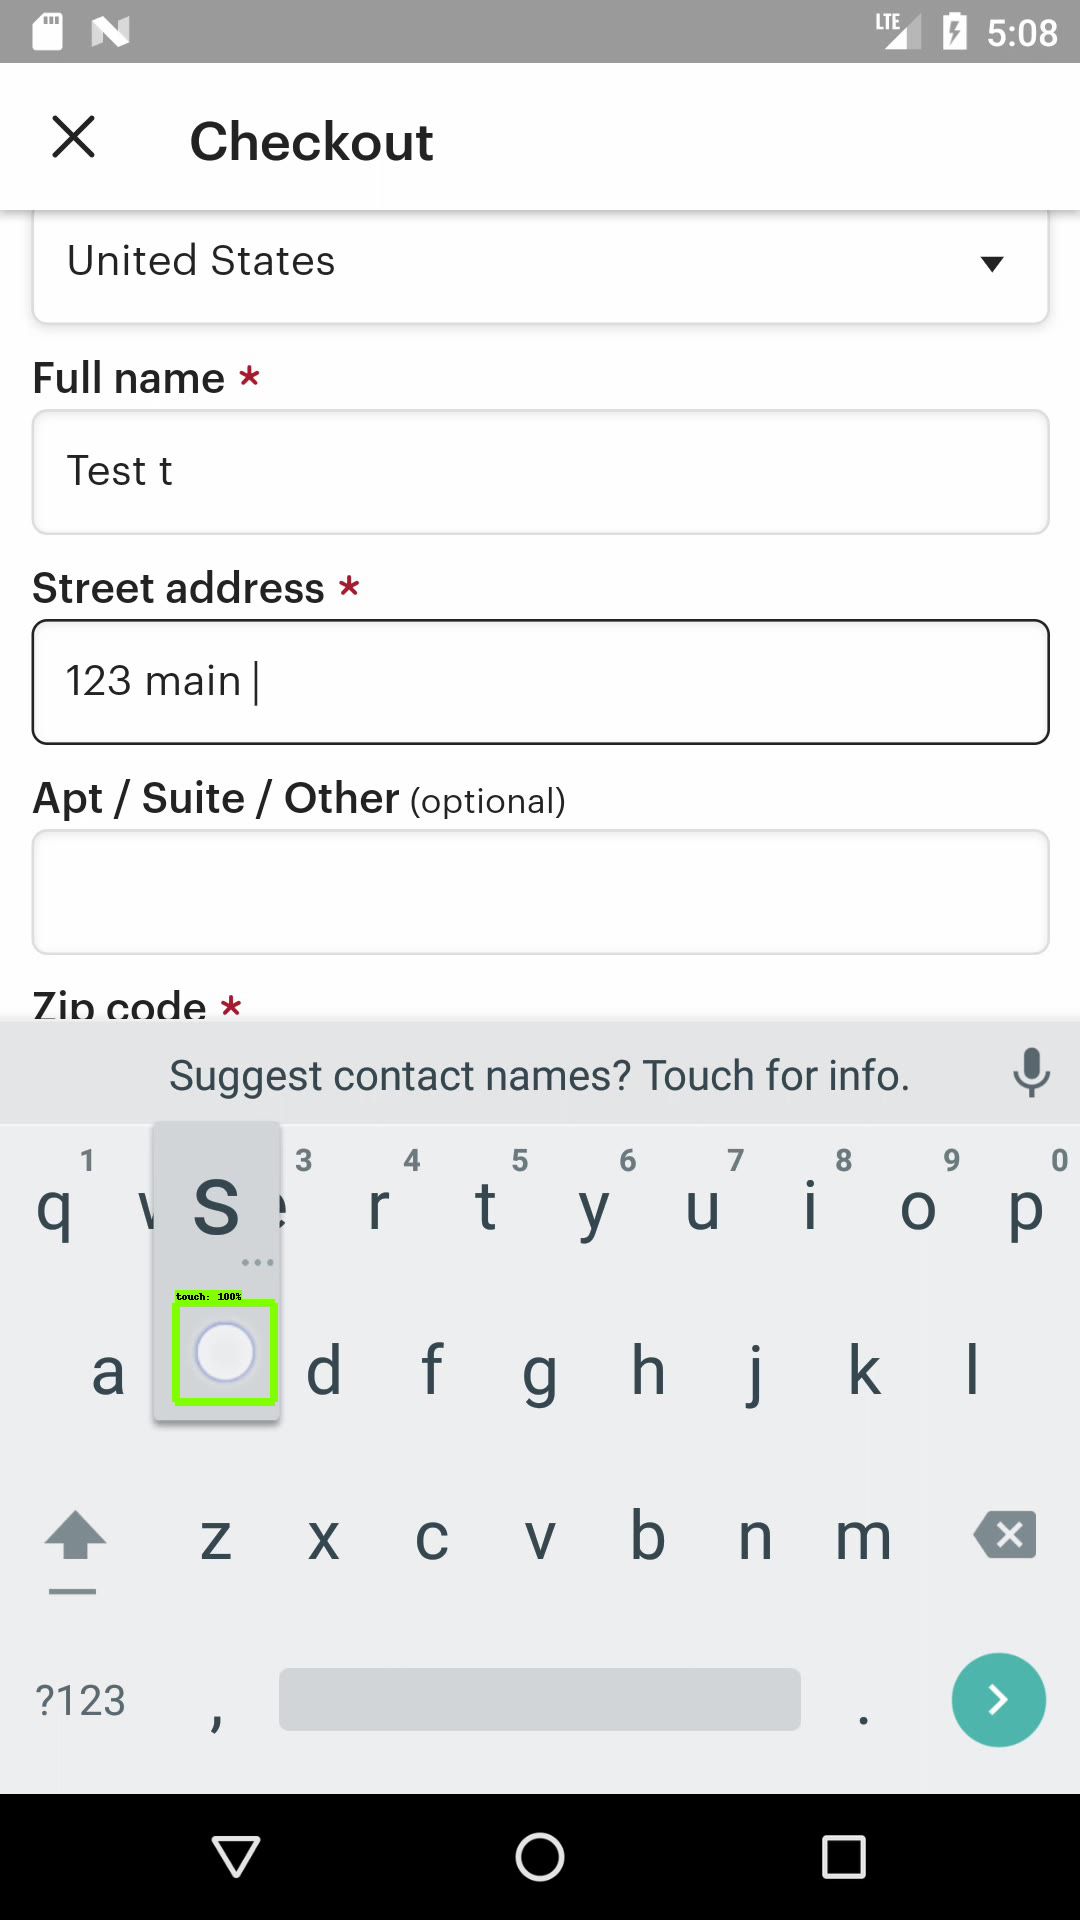 LTE 5:08
Checkout
United States
Full name *
Test t
Street address *
123 main
Apt / Suite / Other (optional)
Zip code *
Suggest contact names? Touch for info.
1 3 4 5 6 7 8 9 0
q w s e r t y u i o p
touch: 100%
a d f g h j k l
z x c v b n m
?123 , .